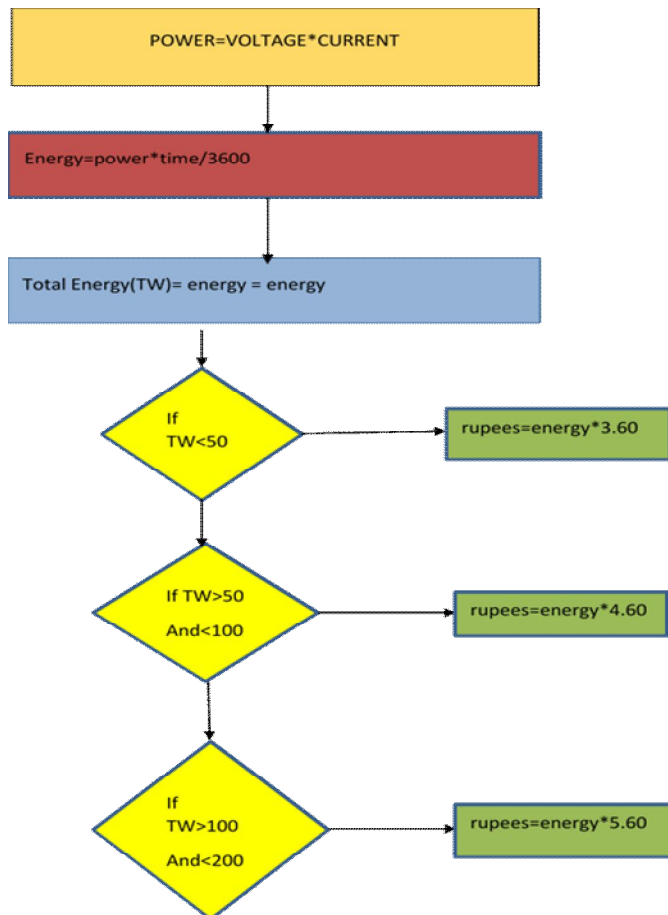 POWER=VOLTAGE*CURRENT
Energy=power*time/3600
Total Energy(TW)= energy = energy
If
TW<50
rupees=energy*3.60
If TW>50
And<100
rupees=energy*4.60
If
TW>100
And<200
rupees=energy*5.60